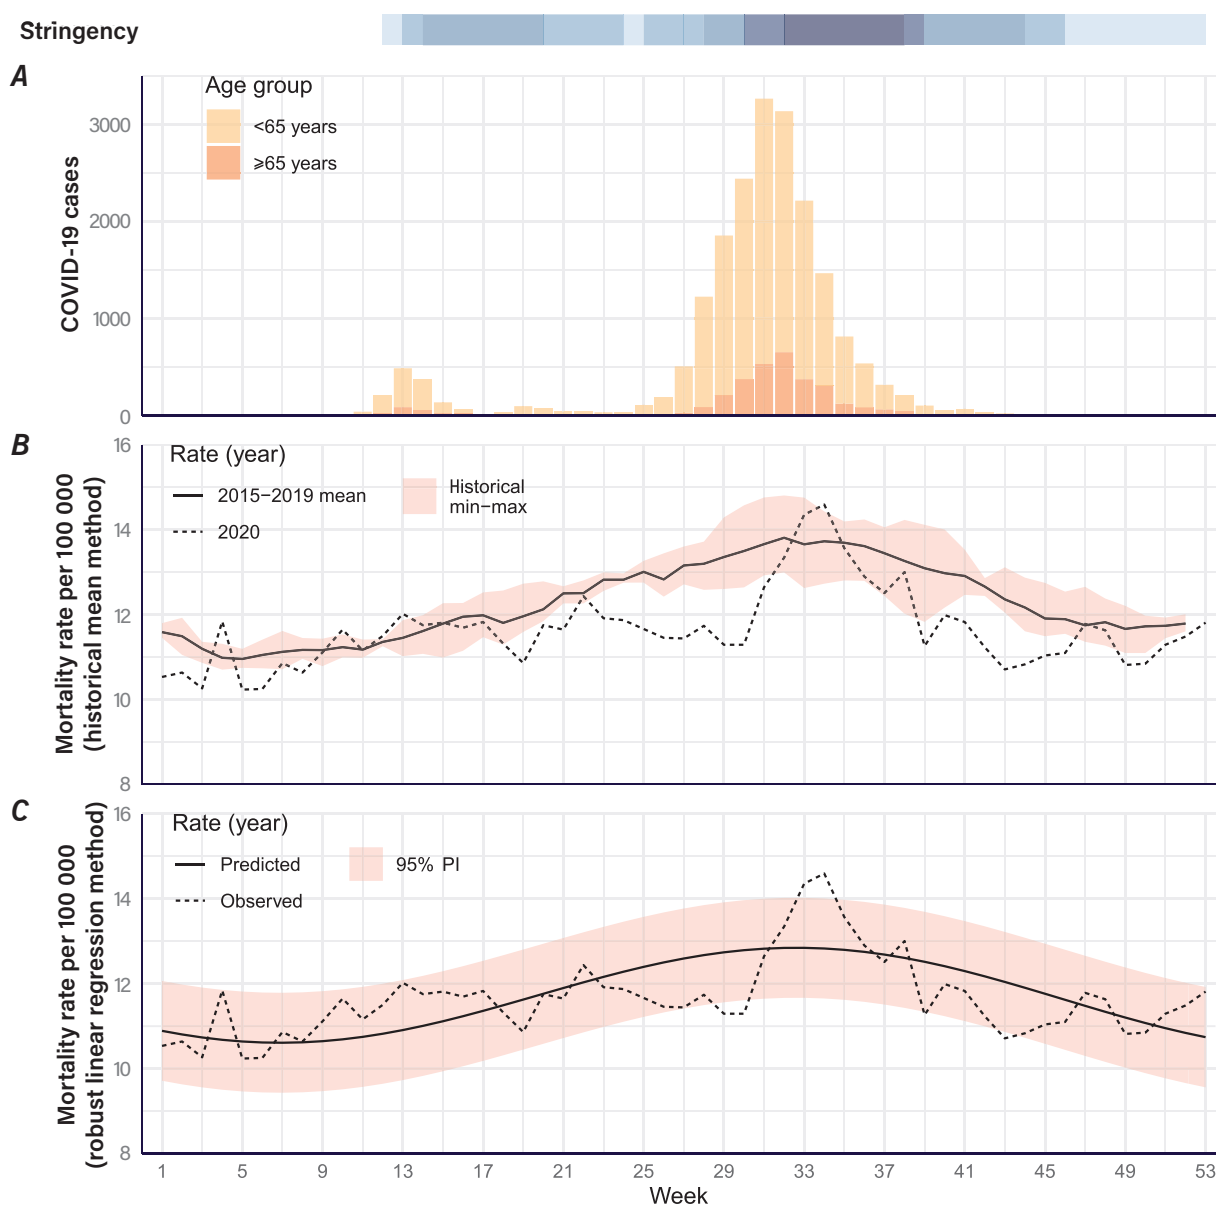 Stringency
A
Age group
<65 years
≥65 years
COVID-19 cases
3000
2000
1000
0
B
Rate (year)
2015–2019 mean
2020
Historical
min–max
Mortality rate per 100 000
(historical mean method)
16
14
12
10
8
C
Rate (year)
Predicted
Observed
95% PI
Mortality rate per 100 000
(robust linear regression method)
16
14
12
10
8
1 5 9 13 17 21 25 29 33 37 41 45 49 53
Week